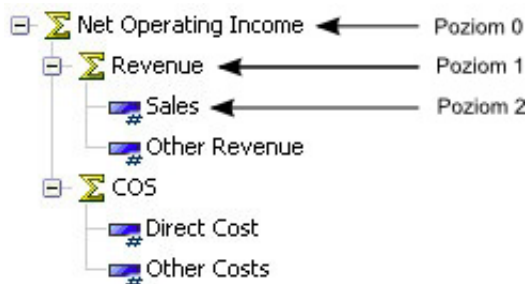 Net Operating Income Poziom 0
Revenue Poziom 1
Sales Poziom 2
Other Revenue
COS
Direct Cost
Other Costs